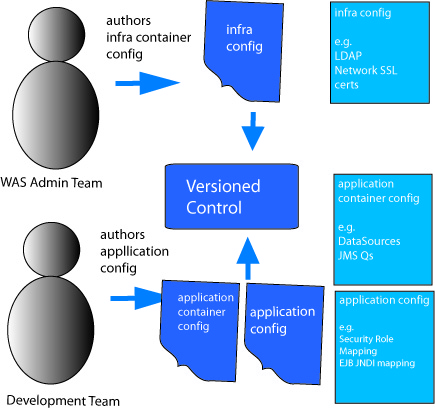 authors
infra container
config
infra
config
infra config
e.g.
LDAP
Network SSL
certs
WAS Admin Team
Versioned
Control
authors
appllication
config
application
container config
e.g.
DataSources
JMS Qs
application
container
config
application
config
application config
e.g.
Security Role
Mapping
EJB JNDI mapping
Development Team